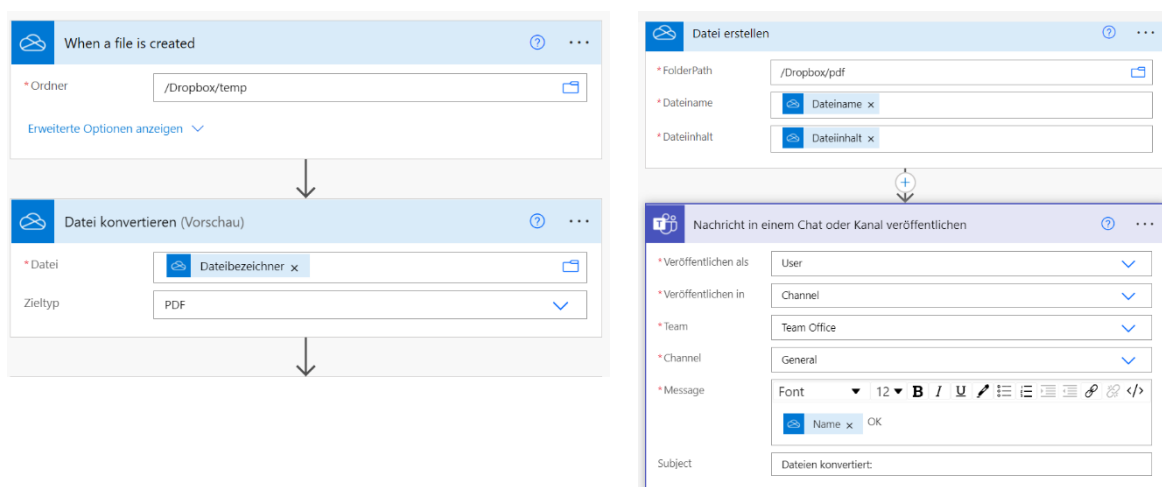 When a file is created
*Ordner
/Dropbox/temp
Erweiterte Optionen anzeigen
Datei konvertieren (Vorschau)
*Datei
Dateibezeichner x
Zieltyp
PDF
Datei erstellen
*FolderPath
/Dropbox/pdf
*Dateiname
Dateiname x
*Dateiinhalt
Dateiinhalt x
Nachricht in einem Chat oder Kanal veröffentlichen
*Veröffentlichen als
User
*Veröffentlichen in
Channel
*Team
Team Office
*Channel
General
*Message
Font 12 B I U </>
Name x OK
Subject
Dateien konvertiert: